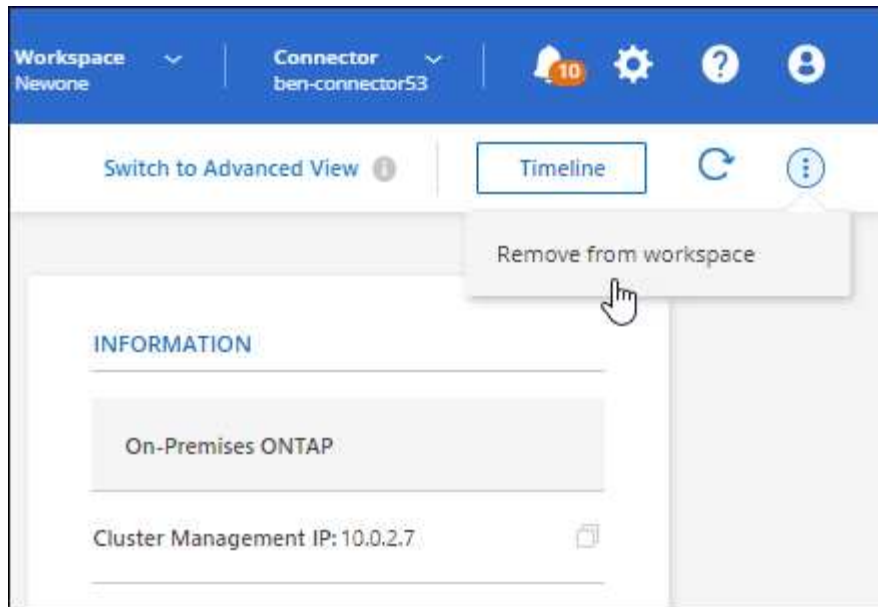 Workspace
Newone
Connector
ben-connector53
10
Switch to Advanced View
Timeline
Remove from workspace
INFORMATION
On-Premises ONTAP
Cluster Management IP: 10.0.2.7